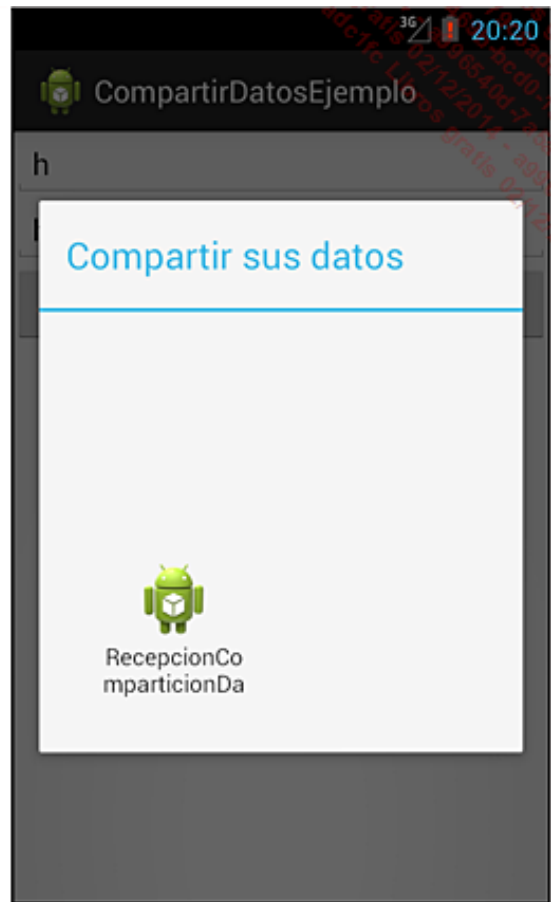 3G 20:20
CompartirDatosEjemplo
h
Compartir sus datos
RecepcionCo
mparticionDa